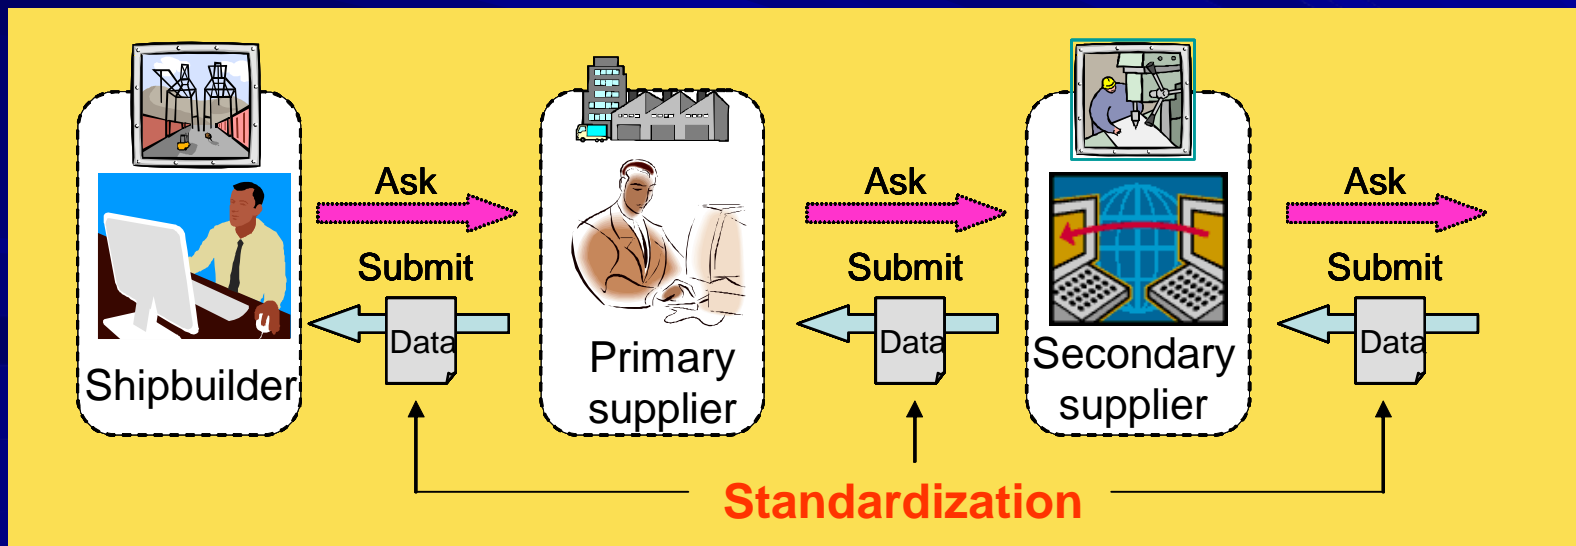 Ask
Submit
Data
Shipbuilder
Ask
Submit
Data
Primary
supplier
Ask
Submit
Data
Secondary
supplier
Standardization